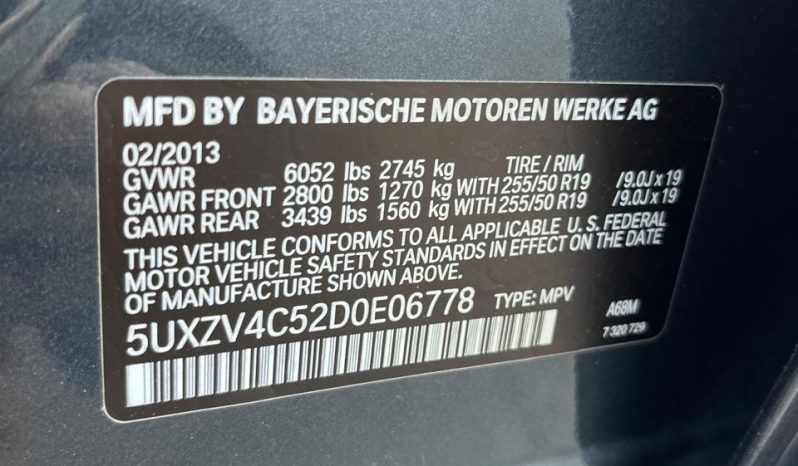 MFD BY BAYERISCHE MOTOREN WERKE AG
02/2013
GVWR 6052 lbs 2745 kg TIRE / RIM
GAWR FRONT 2800 lbs 1270 kg WITH 255/50 R19 /9.0J x 19
GAWR REAR 3439 lbs 1560 kg WITH 255/50 R19 /9.0J x 19
THIS VEHICLE CONFORMS TO ALL APPLICABLE U. S. FEDERAL
MOTOR VEHICLE SAFETY STANDARDS IN EFFECT ON THE DATE
OF MANUFACTURE SHOWN ABOVE.
5UXZV4C52D0E06778 TYPE: MPV A68M
7 320 729